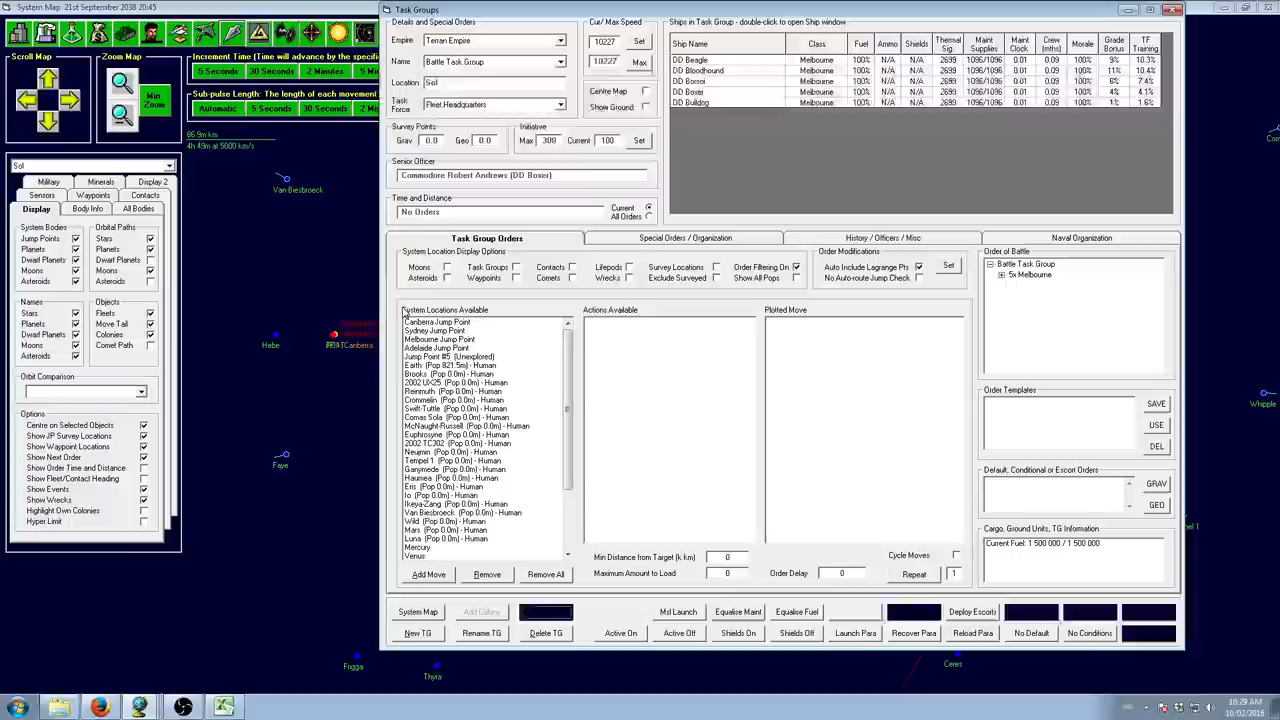 System Map 21st September 2038 20:45
Scroll Map
Zoom Map
Min
Zoom
Increment Time (Time will advance by the specifi
5 Seconds
30 Seconds
2 Minutes
Sub-pulse Length: The length of each movement
Automatic
5 Seconds
30 Seconds
2 Mi
86.9m km
4h 49m at 5000 km/s
Sol
Military
Minerals
Display 2
Sensors
Waypoints
Contacts
Display
Body Info
All Bodies
System Bodies
Orbital Paths
Jump Points
Stars
Planets
Planets
Dwarf Planets
Dwarf Planets
Moons
Moons
Asteroids
Asteroids
Names
Objects
Stars
Fleets
Planets
Move Tail
Dwarf Planets
Colonies
Moons
Comet Path
Asteroids
Orbit Comparison
Options
Centre on Selected Objects
Show JP Survey Locations
Show Waypoint Locations
Show Next Order
Show Order Time and Distance
Show Fleet/Contact Heading
Show Events
Show Wrecks
Highlight Own Colonies
Hyper Limit
Van Biesbroeck
Hebe
Faye
Frigga
Thyra
Ceres
Whipple
Task Groups
Details and Special Orders
Empire
Terran Empire
Name
Battle Task Group
Location
Sol
Task
Force
Fleet Headquarters
Cur/ Max Speed
10227
Set
10227
Max
Centre Map
Show Ground
Survey Points
Grav
0.0
Geo
0.0
Initiative
Max
300
Current
100
Set
Senior Officer
Commodore Robert Andrews (DD Boxer)
Time and Distance
No Orders
Current
All Orders
Ships in Task Group - double-click to open Ship window
Ship Name
Class
Fuel
Ammo
Shields
Thermal
Sig.
Maint
Supplies
Maint
Clock
Crew
(mths)
Morale
Grade
Bonus
TF
Training
DD Beagle Melbourne 100% N/A N/A 2699 1096/1096 0.01 0.09 100% 9% 10.3%
DD Bloodhound Melbourne 100% N/A N/A 2699 1096/1096 0.01 0.09 100% 11% 10.4%
DD Borzoi Melbourne 100% N/A N/A 2699 1096/1096 0.01 0.09 100% 6% 10%
DD Boxer Melbourne 100% N/A N/A 2699 1096/1096 0.01 0.09 100% 4% 7.1%
DD Bulldog Melbourne 100% N/A N/A 2699 1096/1096 0.01 0.09 100% 1% 1.6%
Task Group Orders
Special Orders / Organization
History / Officers / Misc
Naval Organization
System Location Display Options
Moons
Task Groups
Contacts
Lifepods
Survey Locations
Order Filtering On
Asteroids
Waypoints
Comets
Wrecks
Exclude Surveyed
Show All Pops
Order Modifications
Auto Include Lagrange Pts
Set
No Auto-route Jump Check
Order of Battle
Battle Task Group
5x Melbourne
System Locations Available
Actions Available
Plotted Move
Canberra Jump Point
Sydney Jump Point
Melbourne Jump Point
Adelaide Jump Point
Jump Point #5 (Unexplored)
Earth (Pop 821.5m) - Human
Brooks (Pop 0.0m) - Human
2002 UX25 (Pop 0.0m) - Human
Reinmuth (Pop 0.0m) - Human
Crommelin (Pop 0.0m) - Human
Swift-Tuttle (Pop 0.0m) - Human
Comas Sola (Pop 0.0m) - Human
McNaught-Russell (Pop 0.0m) - Human
Euphrosyne (Pop 0.0m) - Human
2002 TC302 (Pop 0.0m) - Human
Neujmin (Pop 0.0m) - Human
Tempel 1 (Pop 0.0m) - Human
Ganymede (Pop 0.0m) - Human
Haumea (Pop 0.0m) - Human
Eris (Pop 0.0m) - Human
Io (Pop 0.0m) - Human
Ikeya-Zang (Pop 0.0m) - Human
Van Biesbroeck (Pop 0.0m) - Human
Wild (Pop 0.0m) - Human
Mars (Pop 0.0m) - Human
Luna (Pop 0.0m) - Human
Mercury
Venus
Order Templates
SAVE
USE
DEL
Default, Conditional or Escort Orders
GRAV
GEO
Cargo, Ground Units, TG Information
Current Fuel: 1 500 000 / 1 500 000
Min Distance from Target (k km)
0
Cycle Moves
Add Move
Remove
Remove All
Maximum Amount to Load
0
Order Delay
0
Repeat
1
System Map
Add Colony
Msl Launch
Equalise Maint
Equalise Fuel
Deploy Escorts
New TG
Rename TG
Delete TG
Active On
Active Off
Shields On
Shields Off
Launch Para
Recover Para
Reload Para
No Default
No Conditions
10:29 AM
10/02/2016